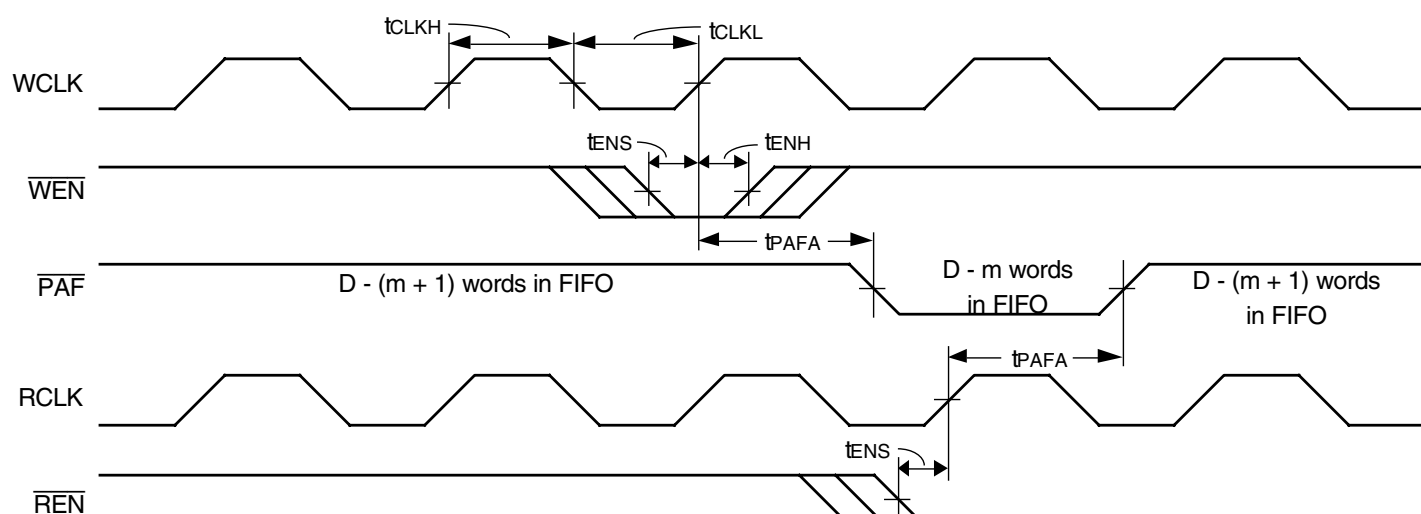 tCLKH
tCLKL
WCLK
tENS
tENH
WEN
tPAFA
PAF
D - (m + 1) words in FIFO
D - m words
in FIFO
D - (m + 1) words
in FIFO
tPAFA
RCLK
tENS
REN